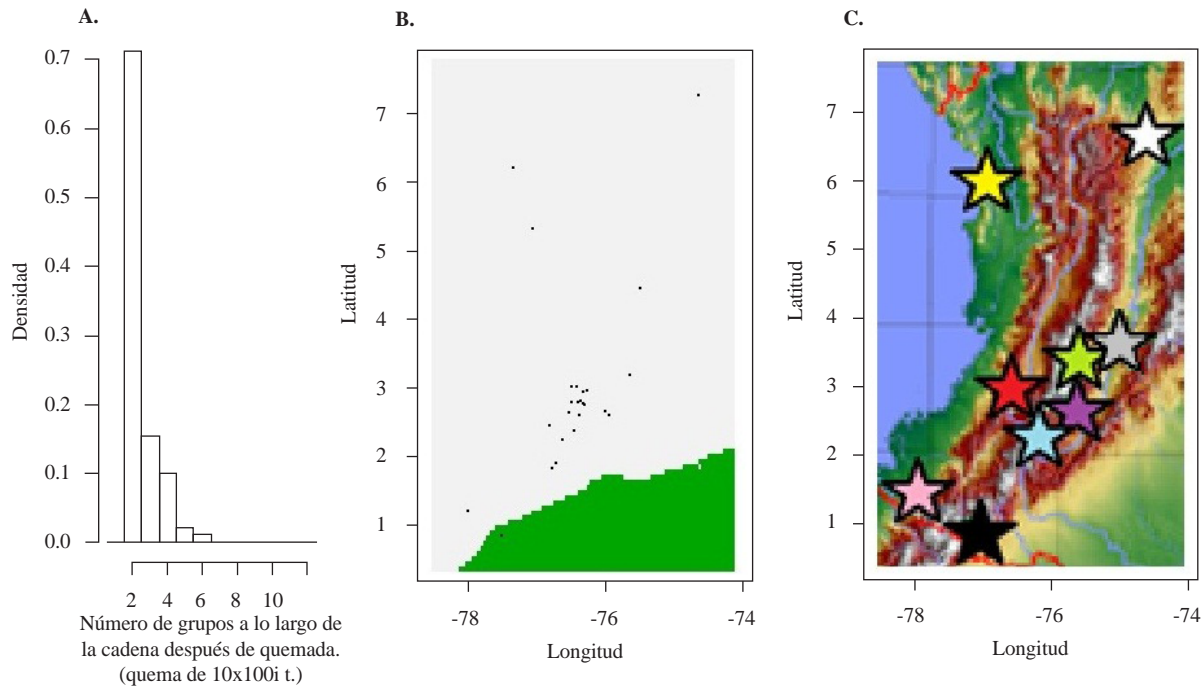 A.
0.7
0.6
0.5
0.4
0.3
0.2
0.1
0.0
Densidad
2 4 6 8 10
Número de grupos a lo largo de
la cadena después de quemada.
(quema de 10x100i t.)
B.
7
6
5
4
3
2
1
Latitud
-78 -76 -74
Longitud
C.
7
6
5
4
3
2
1
Latitud
-78 -76 -74
Longitud